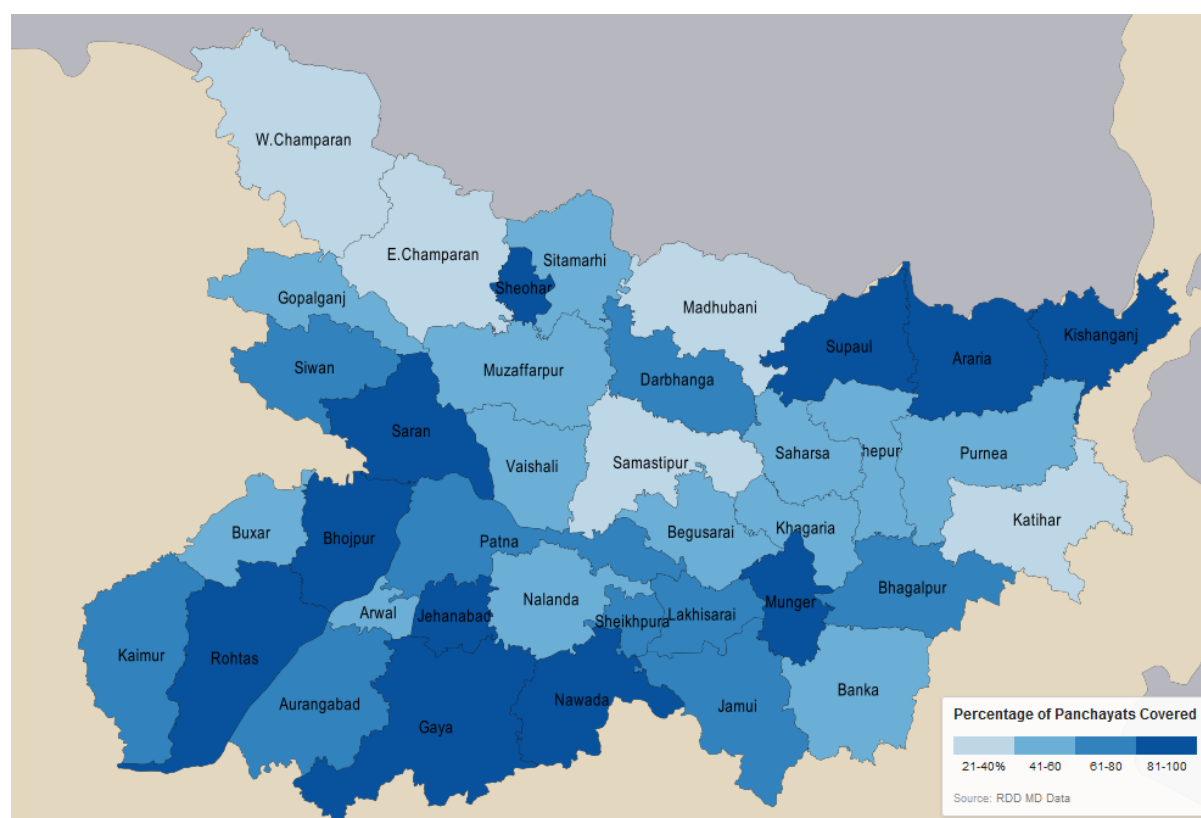 W.Champaran
E.Champaran
Sitamarhi
Sheohar
Gopalganj
Madhubani
Kishanganj
Supaul
Araria
Siwan
Muzaffarpur
Darbhanga
Saran
Vaishali
Samastipur
Saharsa
hepur
Purnea
Katihar
Buxar
Bhojpur
Patna
Begusarai
Khagaria
Bhagalpur
Arwal
Jehanabad
Nalanda
Sheikhpura
Lakhisarai
Munger
Kaimur
Rohtas
Aurangabad
Gaya
Nawada
Jamui
Banka
Percentage of Panchayats Covered
21-40% 41-60 61-80 81-100
Source: RDD MD Data